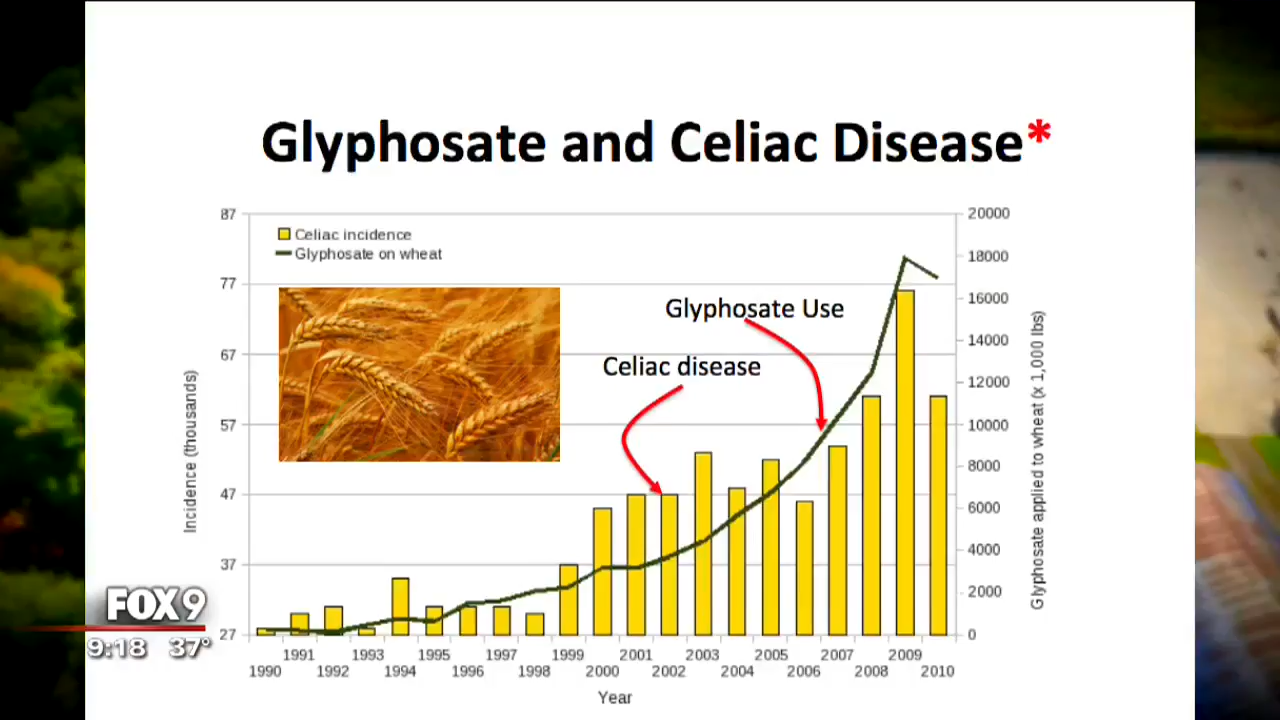 Glyphosate and Celiac Disease*
87
77
67
57
47
37
27
Incidence (thousands)
Celiac incidence
Glyphosate on wheat
Glyphosate Use
Celiac disease
20000
18000
16000
14000
12000
10000
8000
6000
4000
2000
0
Glyphosate applied to wheat (x 1,000 lbs)
1991 1993 1995 1997 1999 2001 2003 2005 2007 2009
1990 1992 1994 1996 1998 2000 2002 2004 2006 2008 2010
Year
FOX 9
9:18 37°